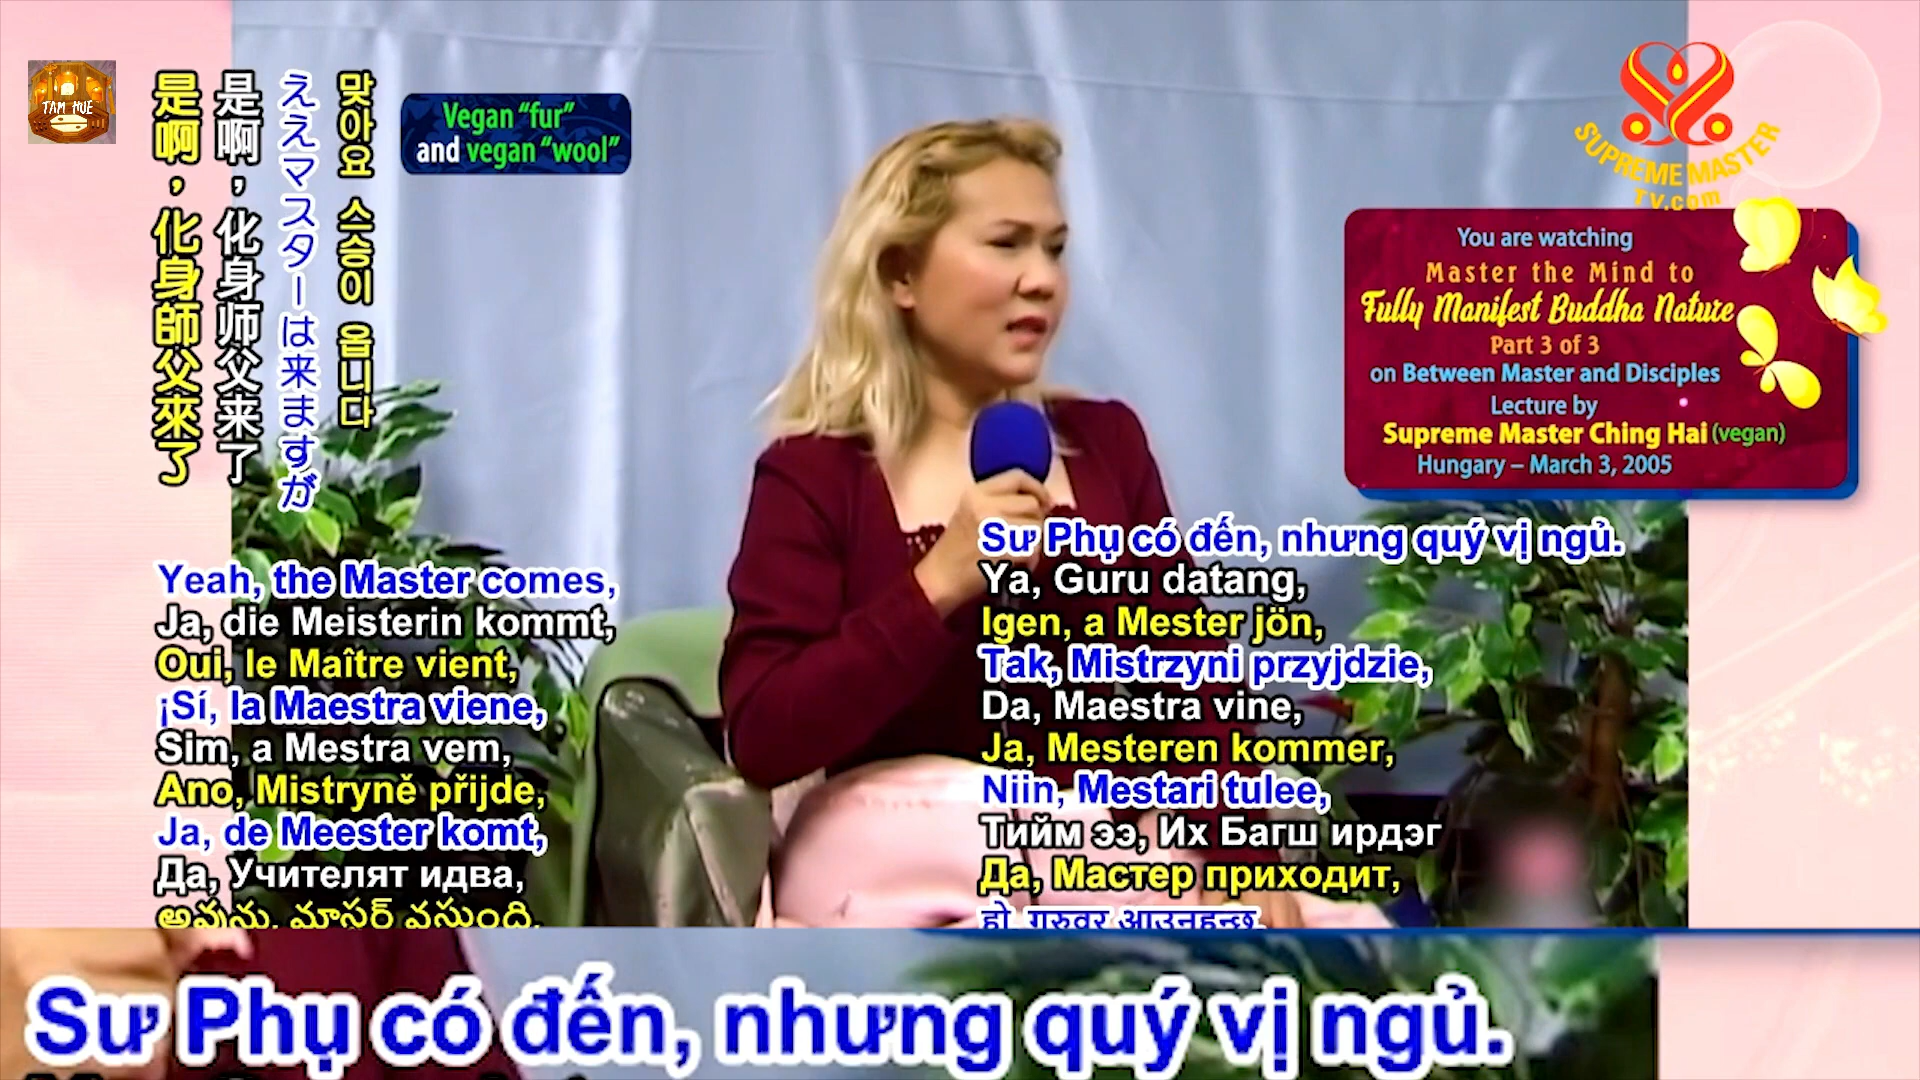 TAM HUE
是啊，化身師父來了
是啊，化身师父来了
ええマスターは来ますが
맞아요 스승이 옵니다
Vegan “fur”
and vegan “wool”
SUPREME MASTER
TV.com
You are watching
Master the Mind to
Fully Manifest Buddha Nature
Part 3 of 3
on Between Master and Disciples
Lecture by
Supreme Master Ching Hai (vegan)
Hungary – March 3, 2005
Yeah, the Master comes,
Ja, die Meisterin kommt,
Oui, le Maître vient,
¡Sí, la Maestra viene,
Sim, a Mestra vem,
Ano, Mistryně přijde,
Ja, de Meester komt,
Да, Учителят идва,
అవును, మాస్టర్ వస్తుంది,
Sư Phụ có đến, nhưng quý vị ngủ.
Ya, Guru datang,
Igen, a Mester jön,
Tak, Mistrzyni przyjdzie,
Da, Maestra vine,
Ja, Mesteren kommer,
Niin, Mestari tulee,
Тийм ээ, Их Багш ирдэг
Да, Мастер приходит,
हो, गुरुवर आउनुहुन्छ,
Sư Phụ có đến, nhưng quý vị ngủ.